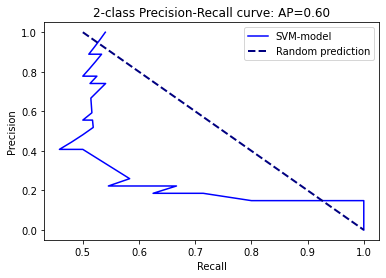 2-class Precision-Recall curve: AP=0.60
SVM-model
Random prediction
Precision
1.0
0.8
0.6
0.4
0.2
0.0
0.5
0.6
0.7
0.8
0.9
1.0
Recall